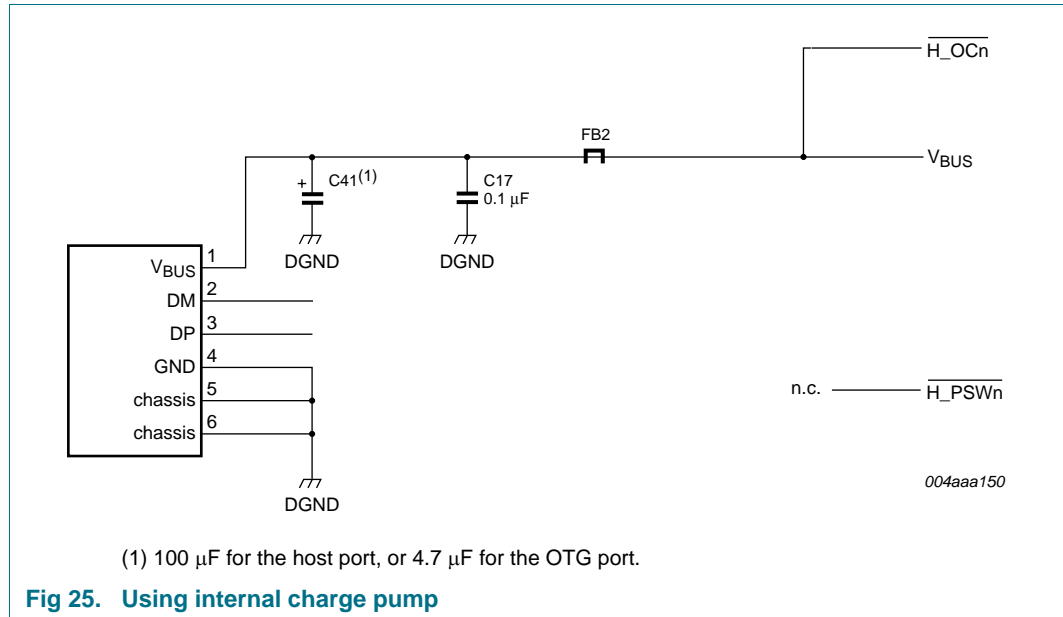 H_OCn
FB2
VBUS
+ C41(1)
C17
0.1 μF
DGND
DGND
VBUS 1
DM 2
DP 3
GND 4
chassis 5
chassis 6
n.c. H_PSWn
DGND
004aaa150
(1) 100 μF for the host port, or 4.7 μF for the OTG port.
Fig 25. Using internal charge pump